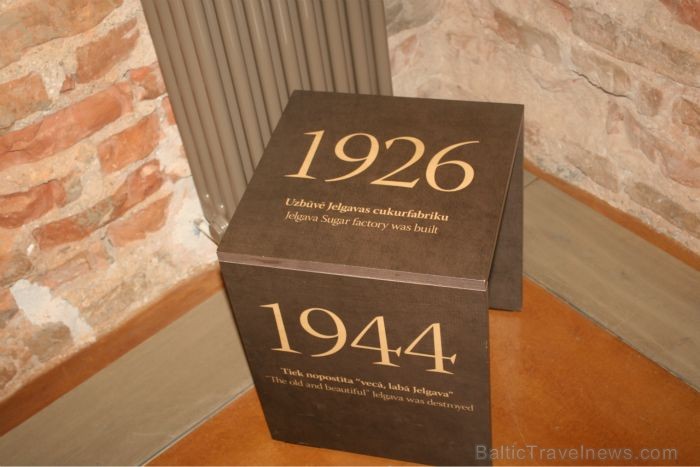 1926
Uzbūvē Jelgavas cukurfabriku
Jelgava Sugar factory was built
1944
Tiek nopostīta "vecā, labā Jelgava"
"The old and beautiful" Jelgava was destroyed
BalticTravelnews.com ©